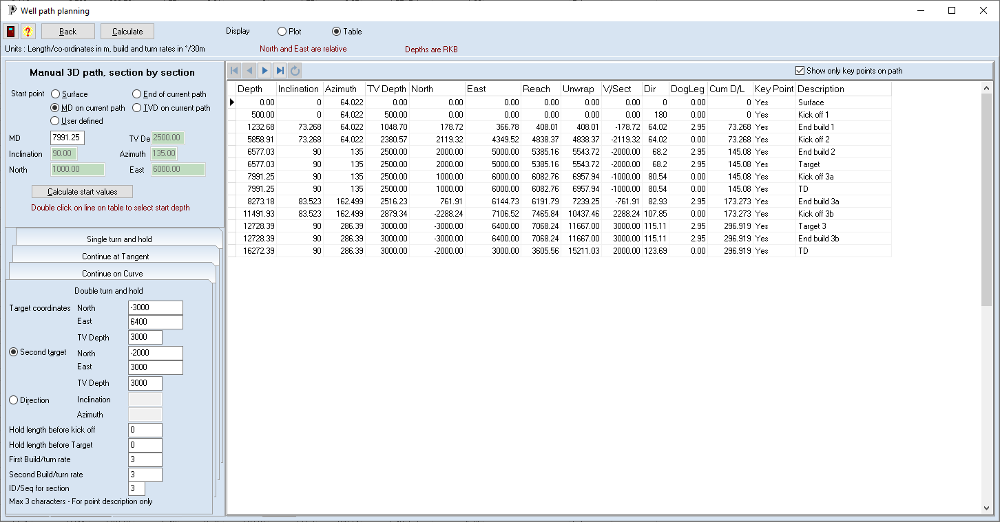 Well path planning
?
Back Calculate Display Plot Table
Units : Length/co-ordinates in m, build and turn rates in °/30m North and East are relative Depths are RKB
Manual 3D path, section by section
Start point Surface End of current path
MD on current path TVD on current path
User defined
MD 7991.25 TV De 2500.00
Inclination 90.00 Azimuth 135.00
North 1000.00 East 6000.00
Calculate start values
Double click on line on table to select start depth
Single turn and hold
Continue at Tangent
Continue on Curve
Double turn and hold
Target coordinates North -3000
East 6400
TV Depth 3000
Second target North -2000
East 3000
TV Depth 3000
Direction Inclination
Azimuth
Hold length before kick off 0
Hold length before Target 0
First Build/turn rate 3
Second Build/turn rate 3
ID/Seq for section 3
Max 3 characters - For point description only
Show only key points on path
Depth Inclination Azimuth TV Depth North East Reach Unwrap V/Sect Dir DogLeg Cum D/L Key Point Description
0.00 0 64.022 0.00 0.00 0.00 0.00 0.00 0.00 0 0.00 0 Yes Surface
500.00 0 64.022 500.00 0.00 0.00 0.00 0.00 0.00 180 0.00 0 Yes Kick off 1
1232.68 73.268 64.022 1048.70 178.72 366.78 408.01 408.01 -178.72 64.02 2.95 73.268 Yes End build 1
5858.91 73.268 64.022 2380.57 2119.32 4349.52 4838.37 4838.37 -2119.32 64.02 0.00 73.268 Yes Kick off 2
6577.03 90 135 2500.00 2000.00 5000.00 5385.16 5543.72 -2000.00 68.2 2.95 145.08 Yes End build 2
6577.03 90 135 2500.00 2000.00 5000.00 5385.16 5543.72 -2000.00 68.2 2.95 145.08 Yes Target
7991.25 90 135 2500.00 1000.00 6000.00 6082.76 6957.94 -1000.00 80.54 0.00 145.08 Yes Kick off 3a
7991.25 90 135 2500.00 1000.00 6000.00 6082.76 6957.94 -1000.00 80.54 0.00 145.08 Yes TD
8273.18 83.523 162.499 2516.23 761.91 6144.73 6191.79 7239.25 -761.91 82.93 2.95 173.273 Yes End build 3a
11491.93 83.523 162.499 2879.34 -2288.24 7106.52 7465.84 10437.46 2288.24 107.85 0.00 173.273 Yes Kick off 3b
12728.39 90 286.39 3000.00 -3000.00 6400.00 7068.24 11667.00 3000.00 115.11 2.95 296.919 Yes Target 3
12728.39 90 286.39 3000.00 -3000.00 6400.00 7068.24 11667.00 3000.00 115.11 2.95 296.919 Yes End build 3b
16272.39 90 286.39 3000.00 -2000.00 3000.00 3605.56 15211.03 2000.00 123.69 0.00 296.919 Yes TD